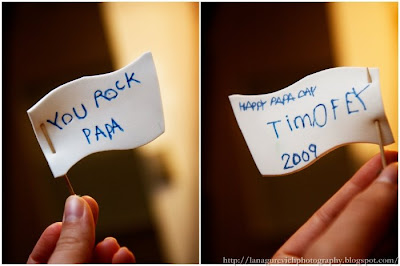 YOU ROCK
PAPA
HAPPY PAPA DAY
TimOFEY
2009
http://lanagurevichphotography.blogspot.com/